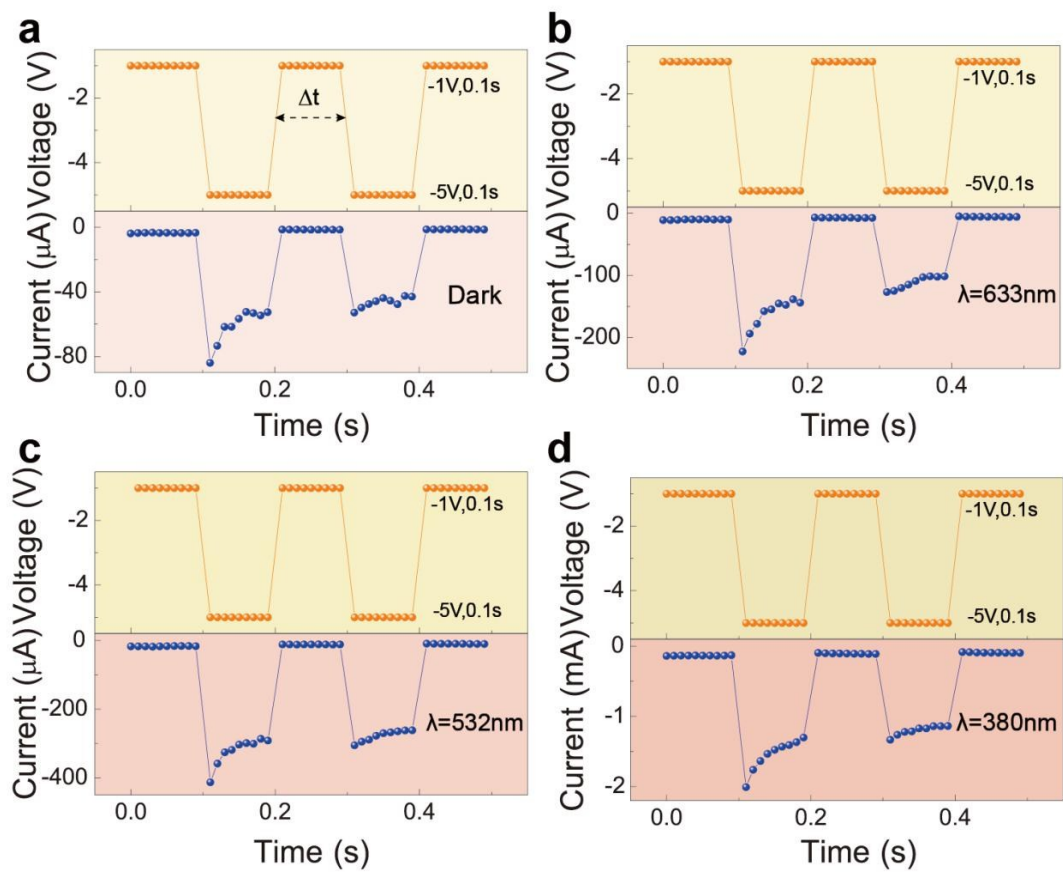 a
Voltage (V)
-2
-4
Δt
-1V,0.1s
-5V,0.1s
Current (μA)
0
-40
-80
Dark
0.0 0.2 0.4
Time (s)
b
Voltage (V)
-2
-4
-1V,0.1s
-5V,0.1s
Current (μA)
0
-100
-200
λ=633nm
0.0 0.2 0.4
Time (s)
c
Voltage (V)
-2
-4
-1V,0.1s
-5V,0.1s
Current (μA)
0
-200
-400
λ=532nm
0.0 0.2 0.4
Time (s)
d
Voltage (V)
-2
-4
-1V,0.1s
-5V,0.1s
Current (mA)
0
-1
-2
λ=380nm
0.0 0.2 0.4
Time (s)